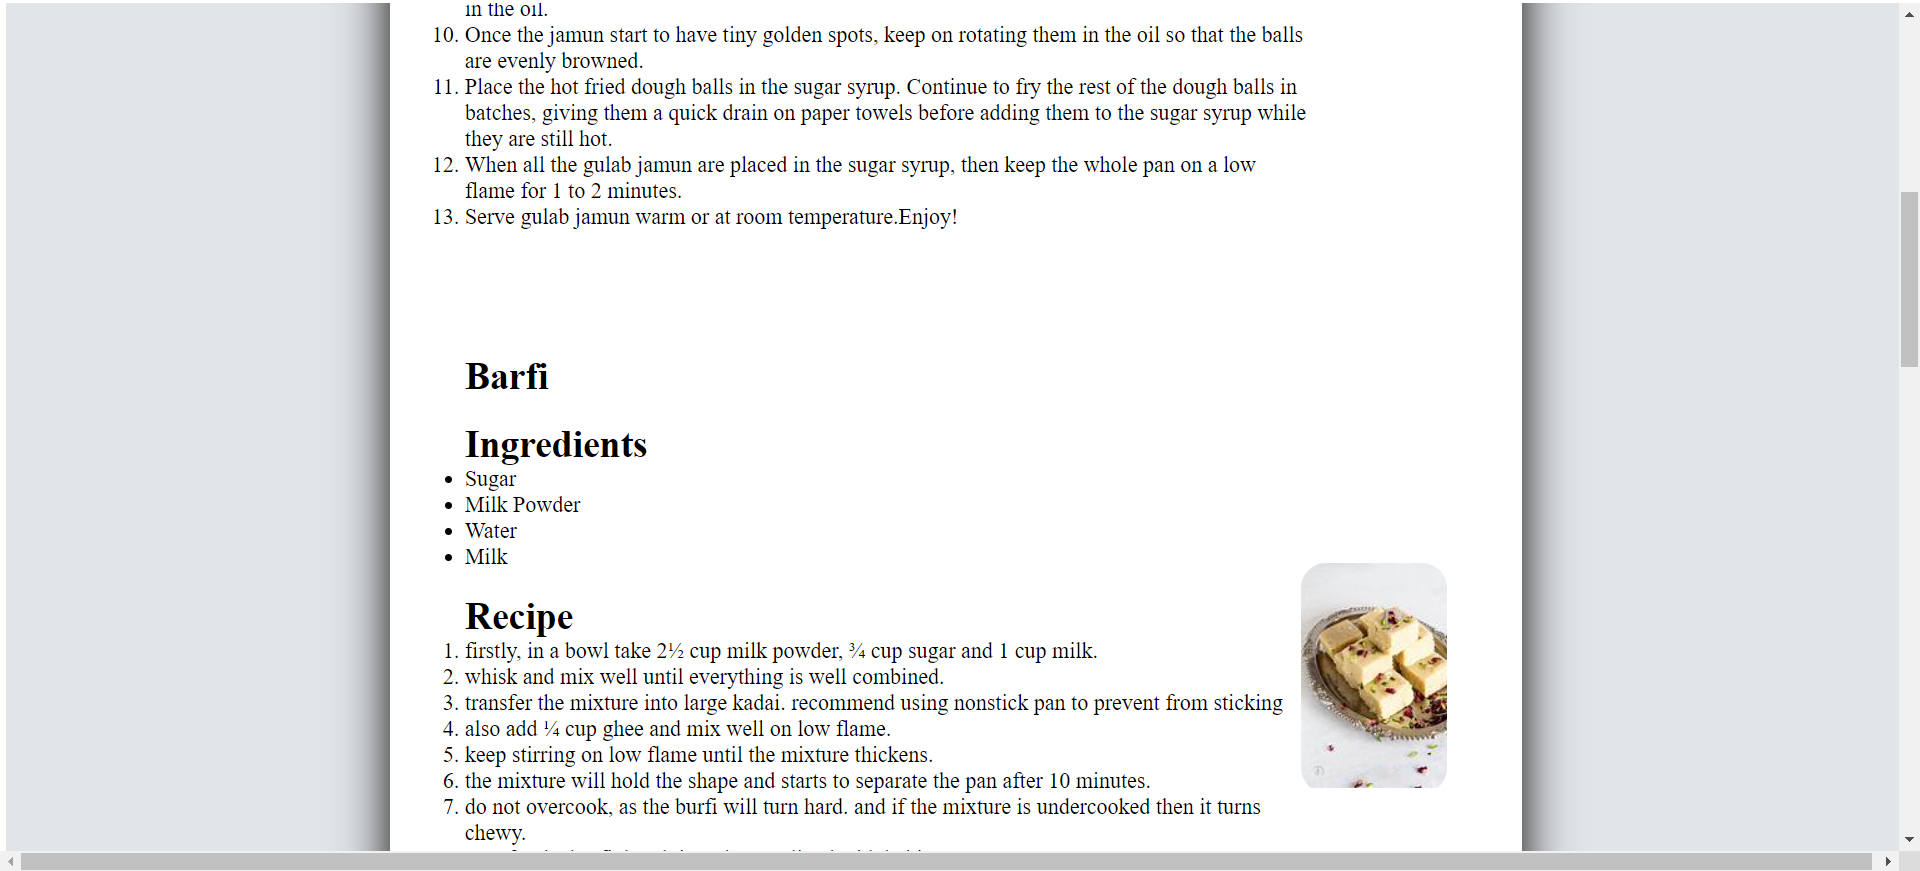 in the oil.
10. Once the jamun start to have tiny golden spots, keep on rotating them in the oil so that the balls
are evenly browned.
11. Place the hot fried dough balls in the sugar syrup. Continue to fry the rest of the dough balls in
batches, giving them a quick drain on paper towels before adding them to the sugar syrup while
they are still hot.
12. When all the gulab jamun are placed in the sugar syrup, then keep the whole pan on a low
flame for 1 to 2 minutes.
13. Serve gulab jamun warm or at room temperature.Enjoy!
Barfi
Ingredients
• Sugar
• Milk Powder
• Water
• Milk
Recipe
1. firstly, in a bowl take 2½ cup milk powder, ¾ cup sugar and 1 cup milk.
2. whisk and mix well until everything is well combined.
3. transfer the mixture into large kadai. recommend using nonstick pan to prevent from sticking
4. also add ¼ cup ghee and mix well on low flame.
5. keep stirring on low flame until the mixture thickens.
6. the mixture will hold the shape and starts to separate the pan after 10 minutes.
7. do not overcook, as the burfi will turn hard. and if the mixture is undercooked then it turns
chewy.